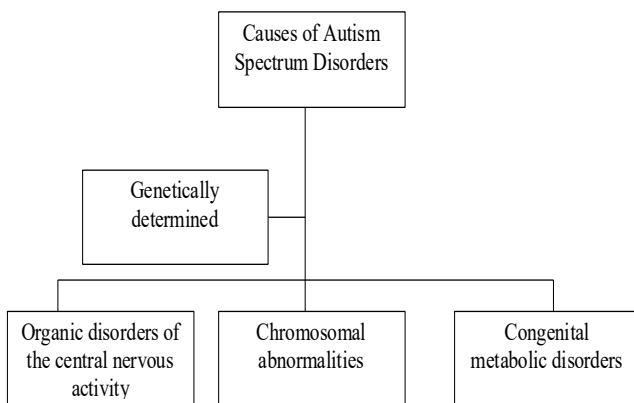 Causes of Autism
Spectrum Disorders
Genetically
determined
Organic disorders of
the central nervous
activity
Chromosomal
abnormalities
Congenital
metabolic disorders